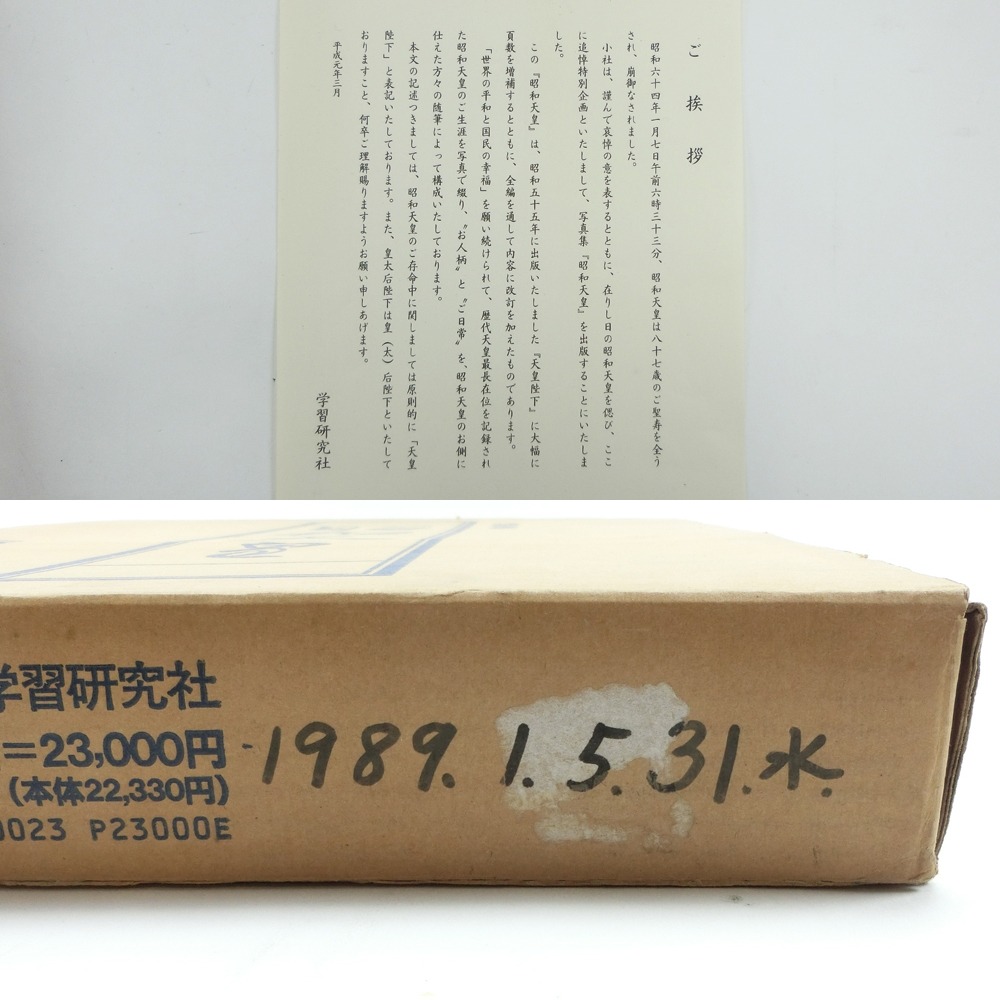 ご挨拶
昭和六十四年一月七日午前六時三十三分、昭和天皇は八十七歳のご聖寿を全う
され、崩御なされました。
小社は、謹んで哀悼の意を表するとともに、在りし日の昭和天皇を偲び、ここ
に追悼特別企画といたしまして、写真集『昭和天皇』を出版することにいたしま
した。
この『昭和天皇』は、昭和五十五年に出版いたしました『天皇陛下』に大幅に
頁数を増補するとともに、全編を通して内容に改訂を加えたものであります。
「世界の平和と国民の幸福」を願い続けられて、歴代天皇最長在位を記録され
た昭和天皇のご生涯を写真で綴り、〝お人柄〟と〝ご日常〟を、昭和天皇のお側に
仕えた方々の随筆によって構成いたしております。
本文の記述つきましては、昭和天皇のご存命中に関しましては原則的に「天皇
陛下」と表記いたしております。また、皇太后陛下は皇（太）后陛下といたして
おりますこと、何卒ご理解賜りますようお願い申しあげます。
平成元年三月
学習研究社
学習研究社
=23,000円
(本体22,330円)
0023 P23000E
1989.1.5.31.水.